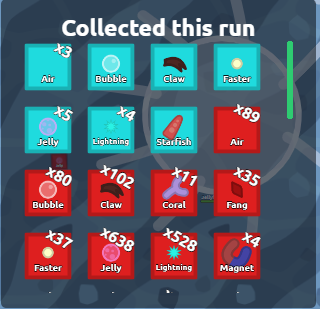 Collected this run
x3
Air
Bubble
Claw
Faster
x5
Jelly
x4
Lightning
Starfish
x89
Air
x80
Bubble
x102
Claw
x11
Coral
x35
Fang
x37
Faster
x638
Jelly
x528
Lightning
x4
Magnet